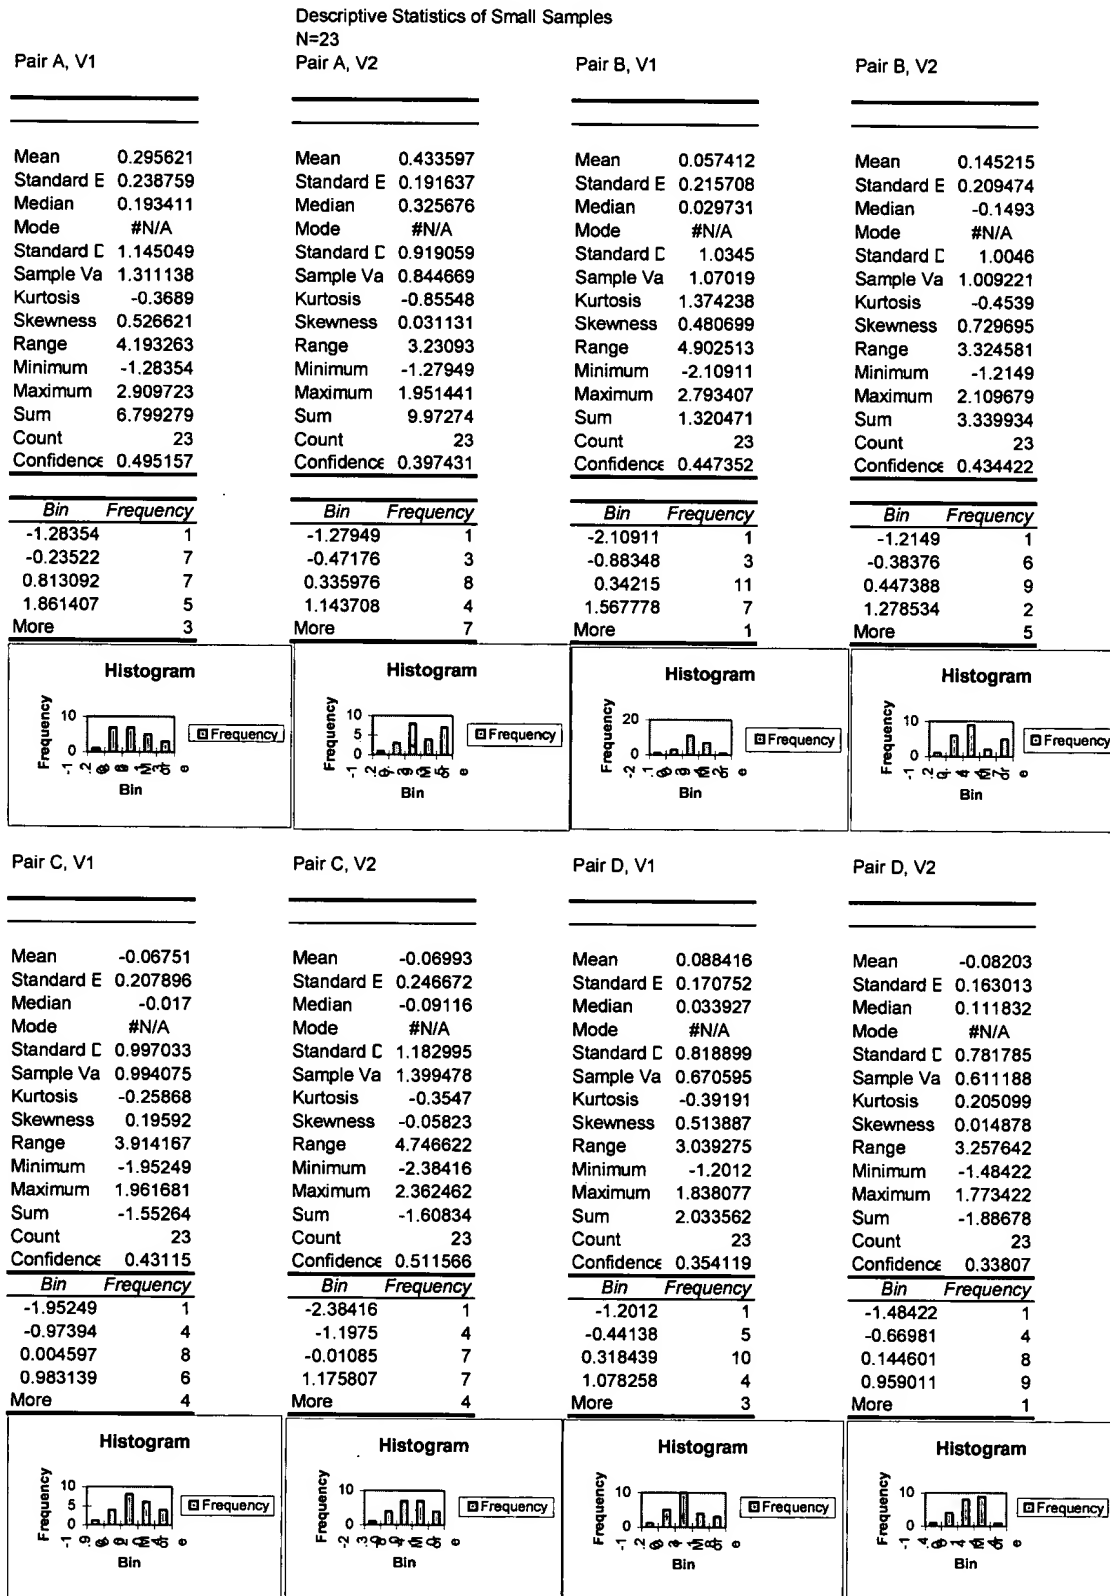 Descriptive Statistics of Small Samples
N=23
Pair A, V1
Mean 0.295621
Standard E 0.238759
Median 0.193411
Mode #N/A
Standard D 1.145049
Sample Va 1.311138
Kurtosis -0.3689
Skewness 0.526621
Range 4.193263
Minimum -1.28354
Maximum 2.909723
Sum 6.799279
Count 23
Confidence 0.495157
Bin Frequency
-1.28354 1
-0.23522 7
0.813092 7
1.861407 5
More 3
Histogram
Frequency
10
0
Frequency
Bin
Pair A, V2
Mean 0.433597
Standard E 0.191637
Median 0.325676
Mode #N/A
Standard D 0.919059
Sample Va 0.844669
Kurtosis -0.85548
Skewness 0.031131
Range 3.23093
Minimum -1.27949
Maximum 1.951441
Sum 9.97274
Count 23
Confidence 0.397431
Bin Frequency
-1.27949 1
-0.47176 3
0.335976 8
1.143708 4
More 7
Histogram
Frequency
10
5
0
Frequency
Bin
Pair B, V1
Mean 0.057412
Standard E 0.215708
Median 0.029731
Mode #N/A
Standard D 1.0345
Sample Va 1.07019
Kurtosis 1.374238
Skewness 0.480699
Range 4.902513
Minimum -2.10911
Maximum 2.793407
Sum 1.320471
Count 23
Confidence 0.447352
Bin Frequency
-2.10911 1
-0.88348 3
0.34215 11
1.567778 7
More 1
Histogram
Frequency
20
0
Frequency
Bin
Pair B, V2
Mean 0.145215
Standard E 0.209474
Median -0.1493
Mode #N/A
Standard D 1.0046
Sample Va 1.009221
Kurtosis -0.4539
Skewness 0.729695
Range 3.324581
Minimum -1.2149
Maximum 2.109679
Sum 3.339934
Count 23
Confidence 0.434422
Bin Frequency
-1.2149 1
-0.38376 6
0.447388 9
1.278534 2
More 5
Histogram
Frequency
10
0
Frequency
Bin
Pair C, V1
Mean -0.06751
Standard E 0.207896
Median -0.017
Mode #N/A
Standard D 0.997033
Sample Va 0.994075
Kurtosis -0.25868
Skewness 0.19592
Range 3.914167
Minimum -1.95249
Maximum 1.961681
Sum -1.55264
Count 23
Confidence 0.43115
Bin Frequency
-1.95249 1
-0.97394 4
0.004597 8
0.983139 6
More 4
Histogram
Frequency
10
5
0
Frequency
Bin
Pair C, V2
Mean -0.06993
Standard E 0.246672
Median -0.09116
Mode #N/A
Standard D 1.182995
Sample Va 1.399478
Kurtosis -0.3547
Skewness -0.05823
Range 4.746622
Minimum -2.38416
Maximum 2.362462
Sum -1.60834
Count 23
Confidence 0.511566
Bin Frequency
-2.38416 1
-1.1975 4
-0.01085 7
1.175807 7
More 4
Histogram
Frequency
10
0
Frequency
Bin
Pair D, V1
Mean 0.088416
Standard E 0.170752
Median 0.033927
Mode #N/A
Standard D 0.818899
Sample Va 0.670595
Kurtosis -0.39191
Skewness 0.513887
Range 3.039275
Minimum -1.2012
Maximum 1.838077
Sum 2.033562
Count 23
Confidence 0.354119
Bin Frequency
-1.2012 1
-0.44138 5
0.318439 10
1.078258 4
More 3
Histogram
Frequency
10
0
Frequency
Bin
Pair D, V2
Mean -0.08203
Standard E 0.163013
Median 0.111832
Mode #N/A
Standard D 0.781785
Sample Va 0.611188
Kurtosis 0.205099
Skewness 0.014878
Range 3.257642
Minimum -1.48422
Maximum 1.773422
Sum -1.88678
Count 23
Confidence 0.33807
Bin Frequency
-1.48422 1
-0.66981 4
0.144601 8
0.959011 9
More 1
Histogram
Frequency
10
0
Frequency
Bin